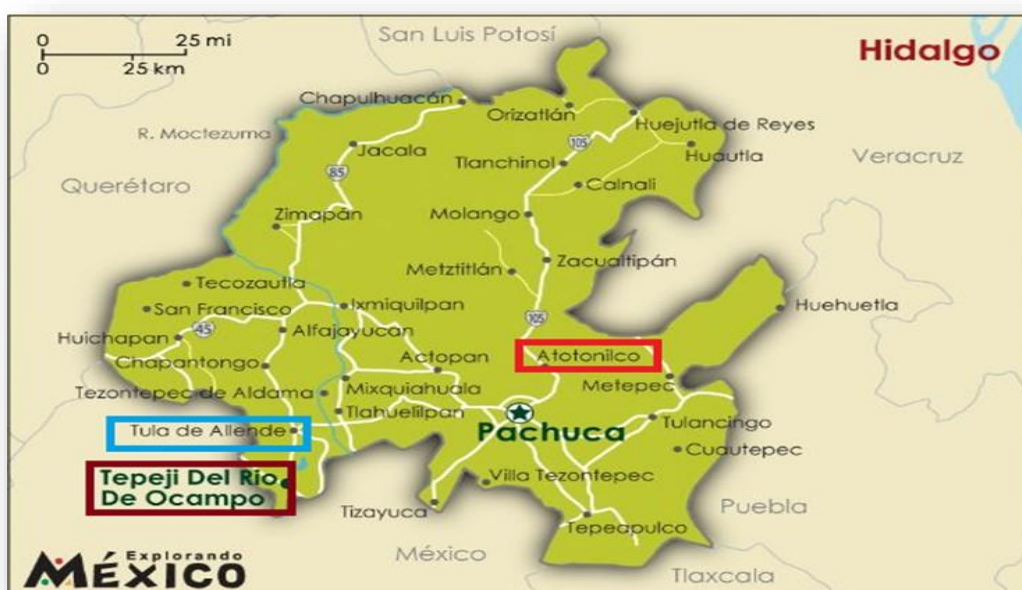 0 25 mi
0 25 km
San Luis Potosí
Hidalgo
Chapulhuacán
Orizatlán
Huejutla de Reyes
R. Moctezuma
Jacala
105
Tlanchinol
Huautla
Veracruz
85
Querétaro
Calnali
Zimapán
Molango
Metztitlán
Zacualtipán
Tecozautla
San Francisco
Ixmiquilpan
Huehuetla
105
Huichapan
45
Alfajayucan
Actopan
Atotonilco
Chapantongo
Metepec
Tezontepec de Aldama
Mixquiahuala
Tlahuelilpan
Tulancingo
Tula de Allende
Pachuca
Cuautepec
Tepeji Del Rio
De Ocampo
Villa Tezontepec
Puebla
Tizayuca
Tepeapulco
México
Explorando
MÉXICO
Tlaxcala